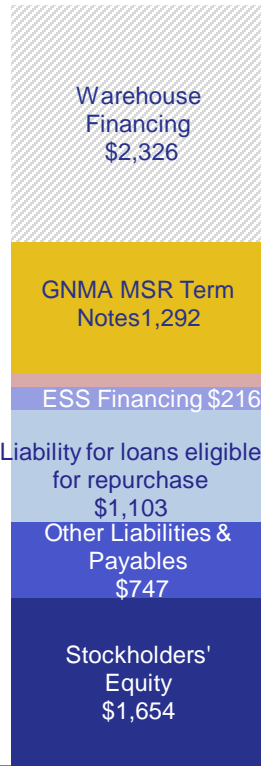 Warehouse
Financing
$2,326
GNMA MSR Term
Notes1,292
ESS Financing $216
Liability for loans eligible
for repurchase
$1,103
Other Liabilities &
Payables
$747
Stockholders'
Equity
$1,654